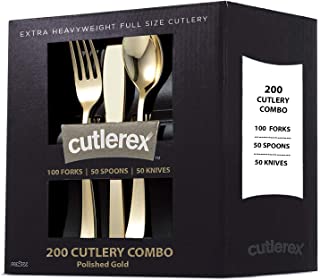 EXTRA HEAVYWEIGHT FULL SIZE CUTLERY
cutlerex™
100 FORKS | 50 SPOONS | 50 KNIVES
200 CUTLERY COMBO
Polished Gold
200
CUTLERY
COMBO
100 FORKS
50 SPOONS
50 KNIVES
cutlerex